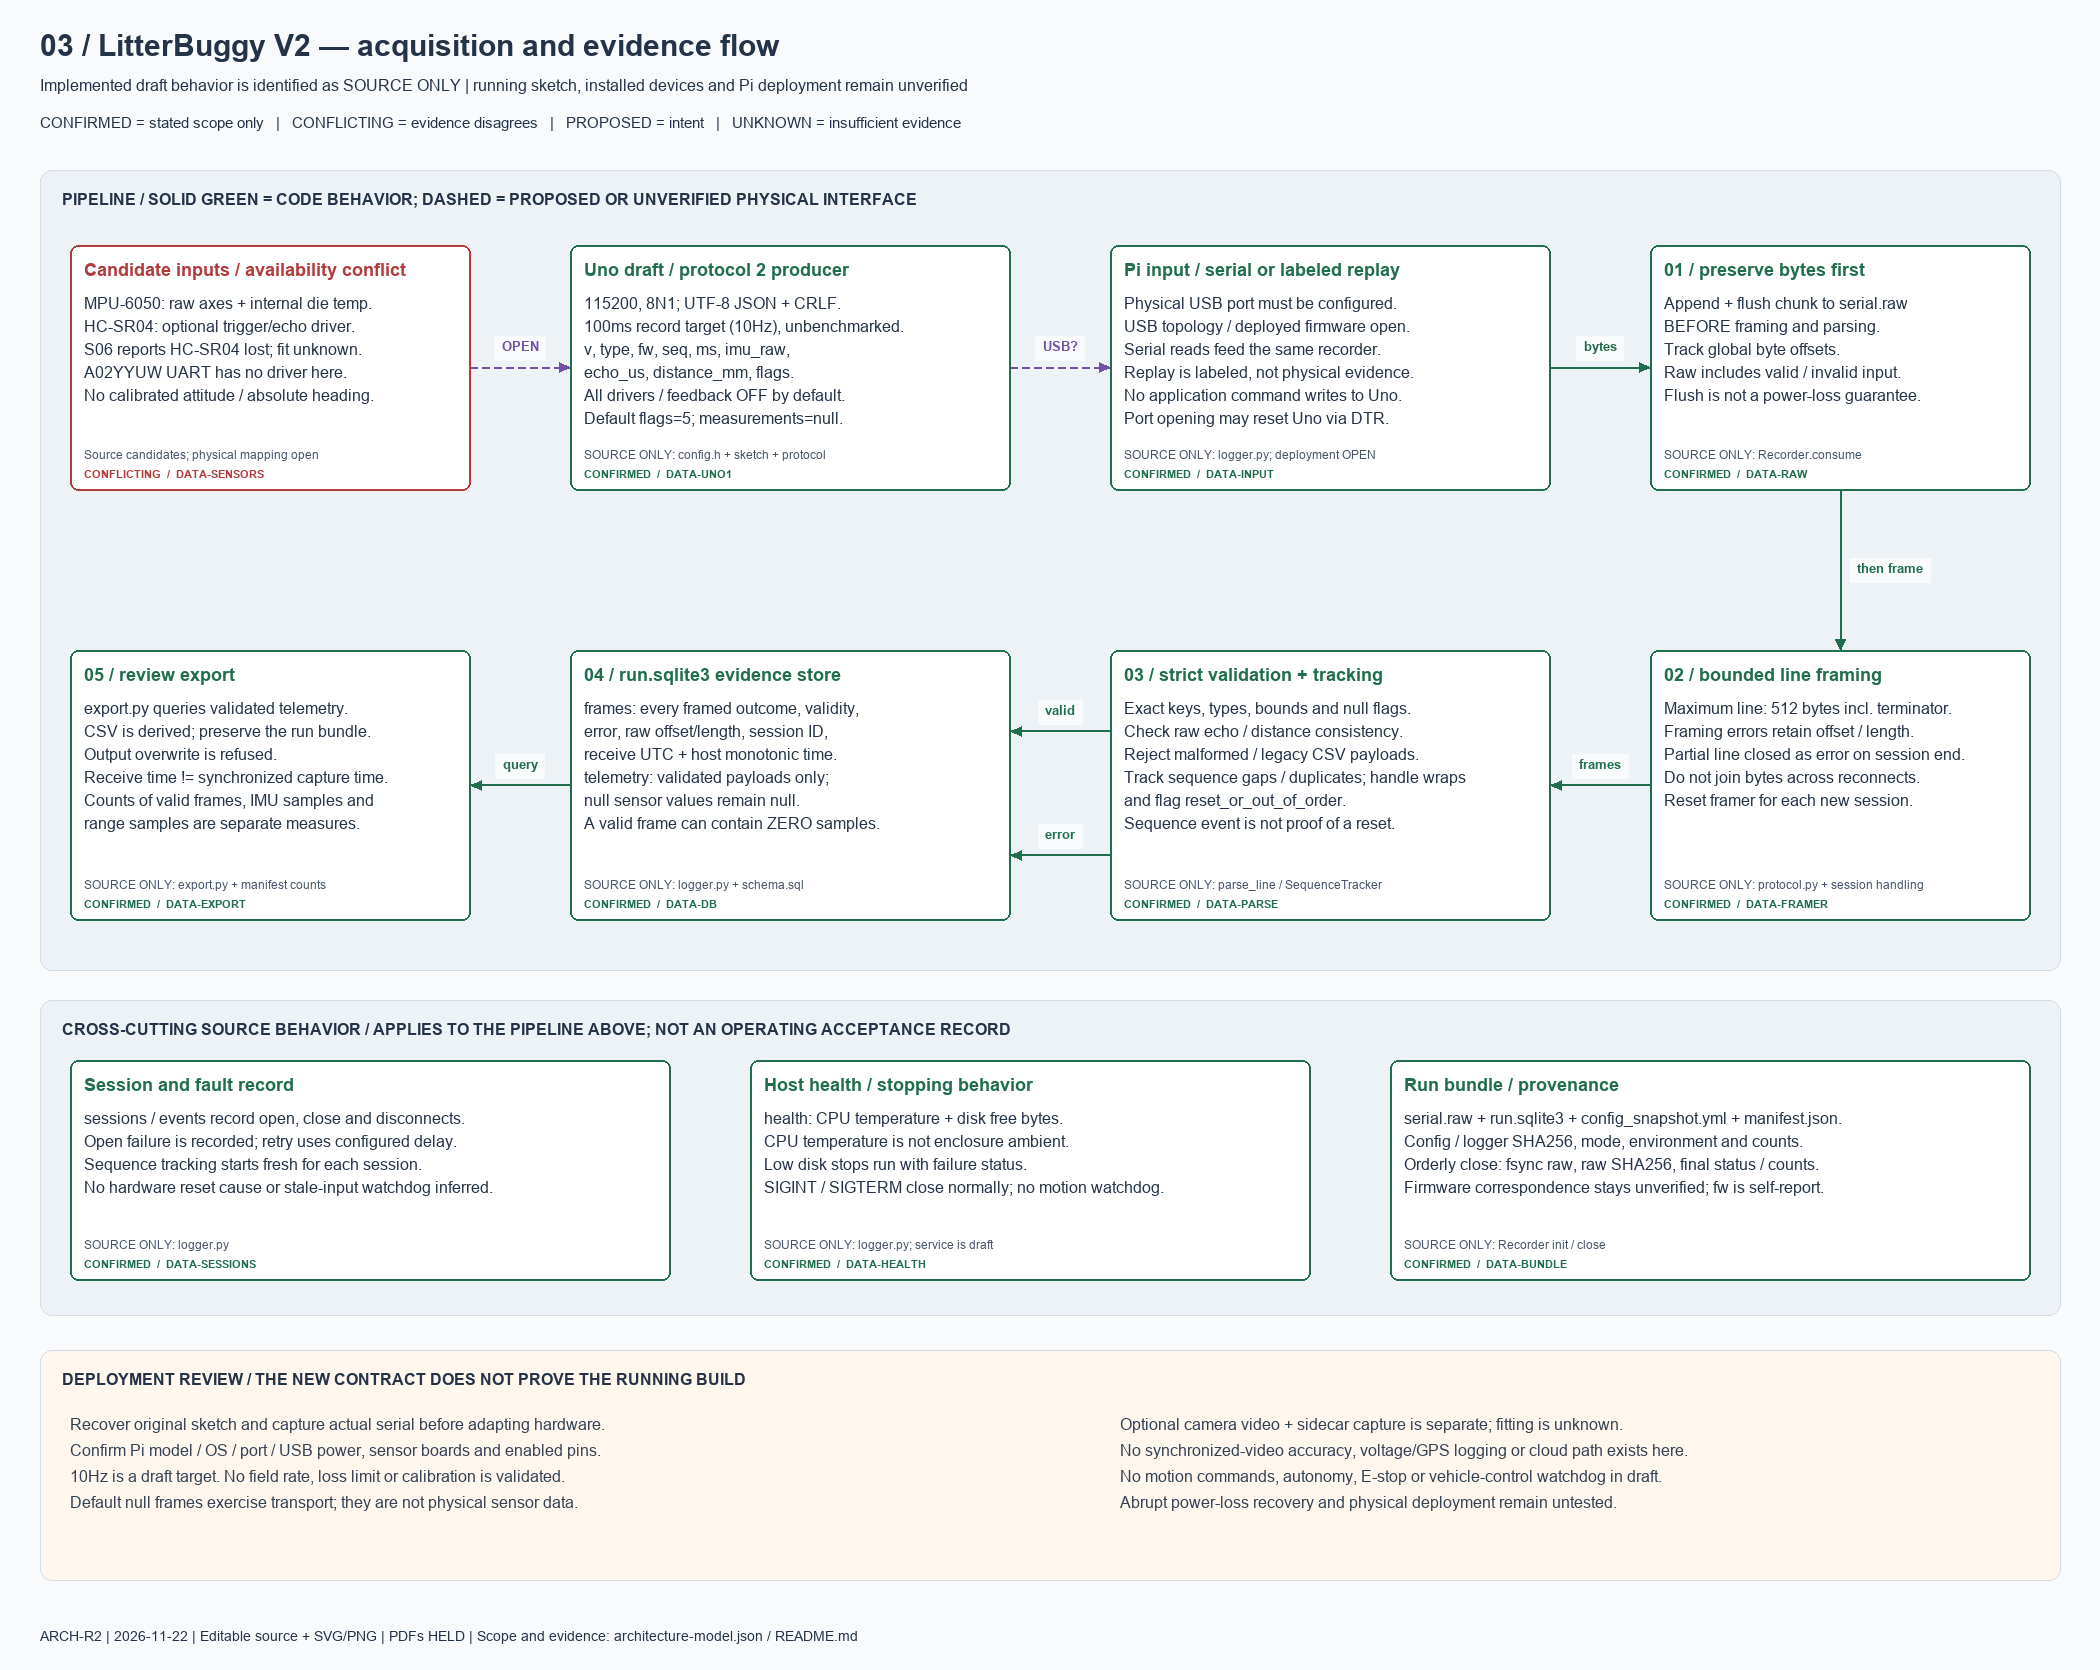 03 / LitterBuggy V2 — acquisition and evidence flow
Implemented draft behavior is identified as SOURCE ONLY | running sketch, installed devices and Pi deployment remain unverified
CONFIRMED = stated scope only | CONFLICTING = evidence disagrees | PROPOSED = intent | UNKNOWN = insufficient evidence
PIPELINE / SOLID GREEN = CODE BEHAVIOR; DASHED = PROPOSED OR UNVERIFIED PHYSICAL INTERFACE
Candidate inputs / availability conflict
MPU-6050: raw axes + internal die temp.
HC-SR04: optional trigger/echo driver.
S06 reports HC-SR04 lost; fit unknown.
A02YYUW UART has no driver here.
No calibrated attitude / absolute heading.
Source candidates; physical mapping open
CONFLICTING / DATA-SENSORS
OPEN
Uno draft / protocol 2 producer
115200, 8N1; UTF-8 JSON + CRLF.
100ms record target (10Hz), unbenchmarked.
v, type, fw, seq, ms, imu_raw,
echo_us, distance_mm, flags.
All drivers / feedback OFF by default.
Default flags=5; measurements=null.
SOURCE ONLY: config.h + sketch + protocol
CONFIRMED / DATA-UNO1
USB?
Pi input / serial or labeled replay
Physical USB port must be configured.
USB topology / deployed firmware open.
Serial reads feed the same recorder.
Replay is labeled, not physical evidence.
No application command writes to Uno.
Port opening may reset Uno via DTR.
SOURCE ONLY: logger.py; deployment OPEN
CONFIRMED / DATA-INPUT
bytes
01 / preserve bytes first
Append + flush chunk to serial.raw
BEFORE framing and parsing.
Track global byte offsets.
Raw includes valid / invalid input.
Flush is not a power-loss guarantee.
SOURCE ONLY: Recorder.consume
CONFIRMED / DATA-RAW
then frame
05 / review export
export.py queries validated telemetry.
CSV is derived; preserve the run bundle.
Output overwrite is refused.
Receive time != synchronized capture time.
Counts of valid frames, IMU samples and
range samples are separate measures.
SOURCE ONLY: export.py + manifest counts
CONFIRMED / DATA-EXPORT
query
04 / run.sqlite3 evidence store
frames: every framed outcome, validity,
error, raw offset/length, session ID,
receive UTC + host monotonic time.
telemetry: validated payloads only;
null sensor values remain null.
A valid frame can contain ZERO samples.
SOURCE ONLY: logger.py + schema.sql
CONFIRMED / DATA-DB
valid
error
03 / strict validation + tracking
Exact keys, types, bounds and null flags.
Check raw echo / distance consistency.
Reject malformed / legacy CSV payloads.
Track sequence gaps / duplicates; handle wraps
and flag reset_or_out_of_order.
Sequence event is not proof of a reset.
SOURCE ONLY: parse_line / SequenceTracker
CONFIRMED / DATA-PARSE
frames
02 / bounded line framing
Maximum line: 512 bytes incl. terminator.
Framing errors retain offset / length.
Partial line closed as error on session end.
Do not join bytes across reconnects.
Reset framer for each new session.
SOURCE ONLY: protocol.py + session handling
CONFIRMED / DATA-FRAMER
CROSS-CUTTING SOURCE BEHAVIOR / APPLIES TO THE PIPELINE ABOVE; NOT AN OPERATING ACCEPTANCE RECORD
Session and fault record
sessions / events record open, close and disconnects.
Open failure is recorded; retry uses configured delay.
Sequence tracking starts fresh for each session.
No hardware reset cause or stale-input watchdog inferred.
SOURCE ONLY: logger.py
CONFIRMED / DATA-SESSIONS
Host health / stopping behavior
health: CPU temperature + disk free bytes.
CPU temperature is not enclosure ambient.
Low disk stops run with failure status.
SIGINT / SIGTERM close normally; no motion watchdog.
SOURCE ONLY: logger.py; service is draft
CONFIRMED / DATA-HEALTH
Run bundle / provenance
serial.raw + run.sqlite3 + config_snapshot.yml + manifest.json.
Config / logger SHA256, mode, environment and counts.
Orderly close: fsync raw, raw SHA256, final status / counts.
Firmware correspondence stays unverified; fw is self-report.
SOURCE ONLY: Recorder init / close
CONFIRMED / DATA-BUNDLE
DEPLOYMENT REVIEW / THE NEW CONTRACT DOES NOT PROVE THE RUNNING BUILD
Recover original sketch and capture actual serial before adapting hardware.
Confirm Pi model / OS / port / USB power, sensor boards and enabled pins.
10Hz is a draft target. No field rate, loss limit or calibration is validated.
Default null frames exercise transport; they are not physical sensor data.
Optional camera video + sidecar capture is separate; fitting is unknown.
No synchronized-video accuracy, voltage/GPS logging or cloud path exists here.
No motion commands, autonomy, E-stop or vehicle-control watchdog in draft.
Abrupt power-loss recovery and physical deployment remain untested.
ARCH-R2 | 2026-11-22 | Editable source + SVG/PNG | PDFs HELD | Scope and evidence: architecture-model.json / README.md